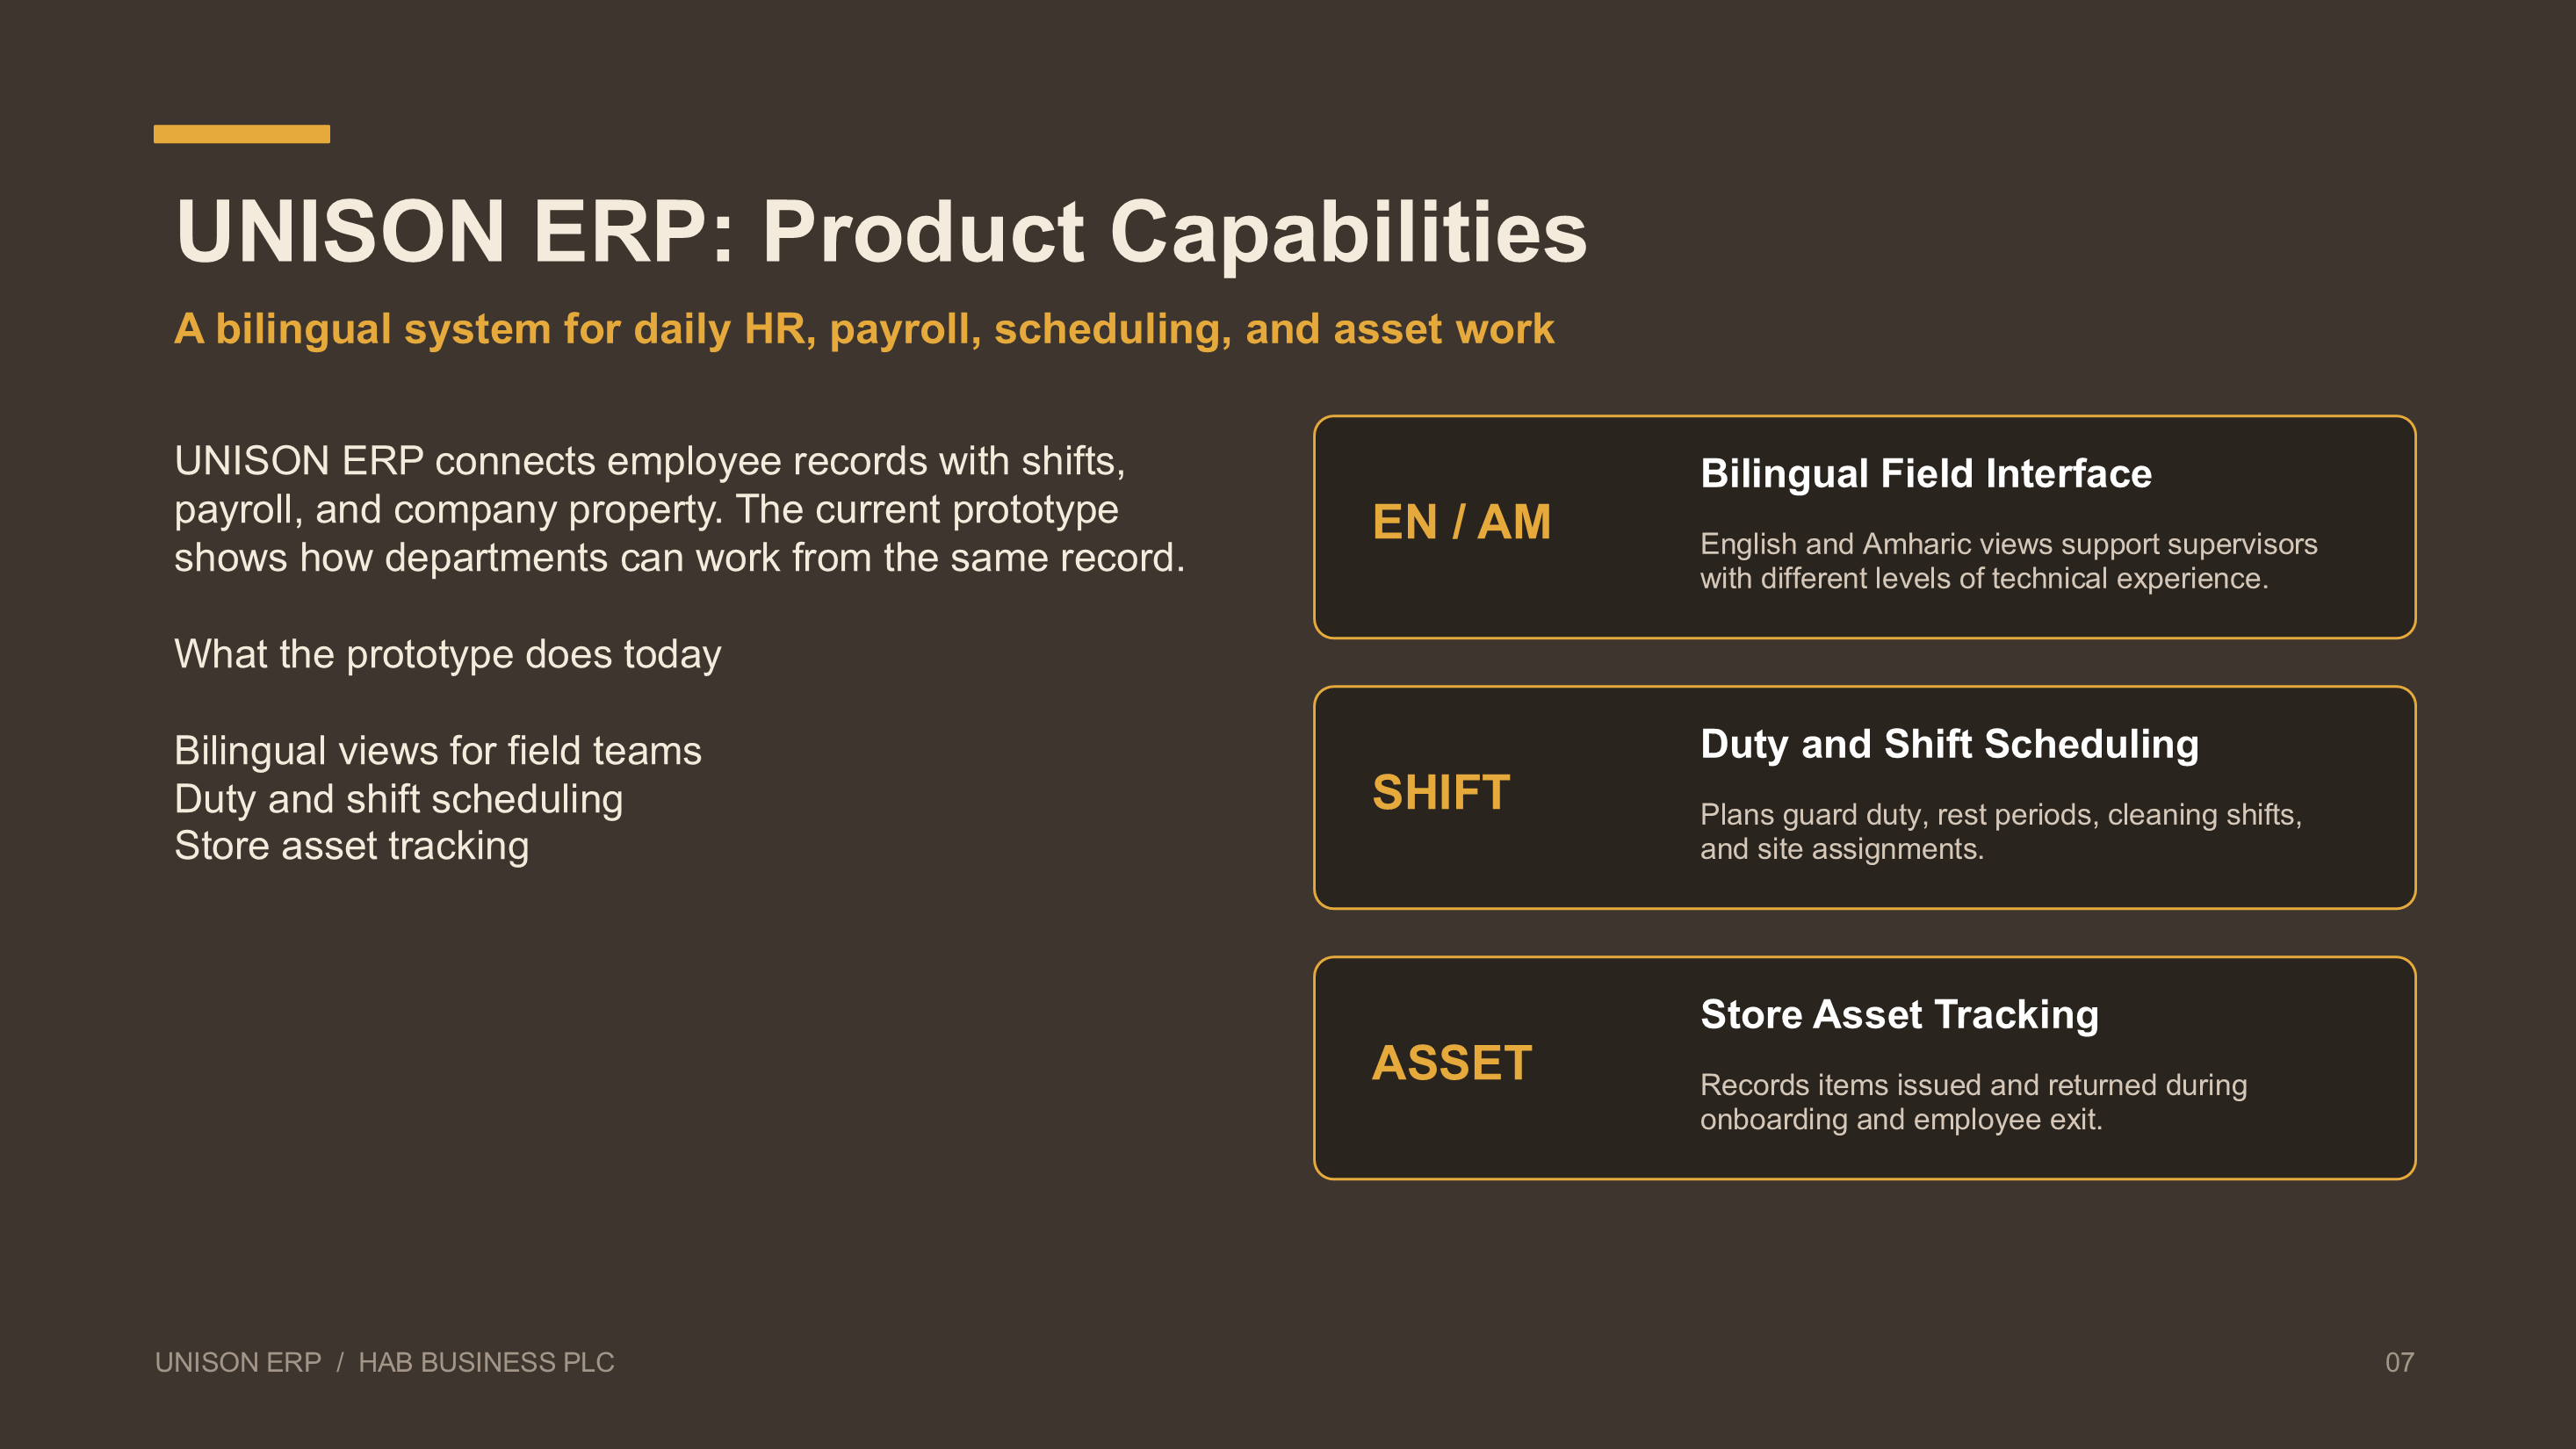 UNISON ERP: Product Capabilities
A bilingual system for daily HR, payroll, scheduling, and asset work
UNISON ERP connects employee records with shifts,
payroll, and company property. The current prototype
shows how departments can work from the same record.
What the prototype does today
Bilingual views for field teams
Duty and shift scheduling
Store asset tracking
EN / AM
Bilingual Field Interface
English and Amharic views support supervisors
with different levels of technical experience.
SHIFT
Duty and Shift Scheduling
Plans guard duty, rest periods, cleaning shifts,
and site assignments.
ASSET
Store Asset Tracking
Records items issued and returned during
onboarding and employee exit.
UNISON ERP / HAB BUSINESS PLC
07